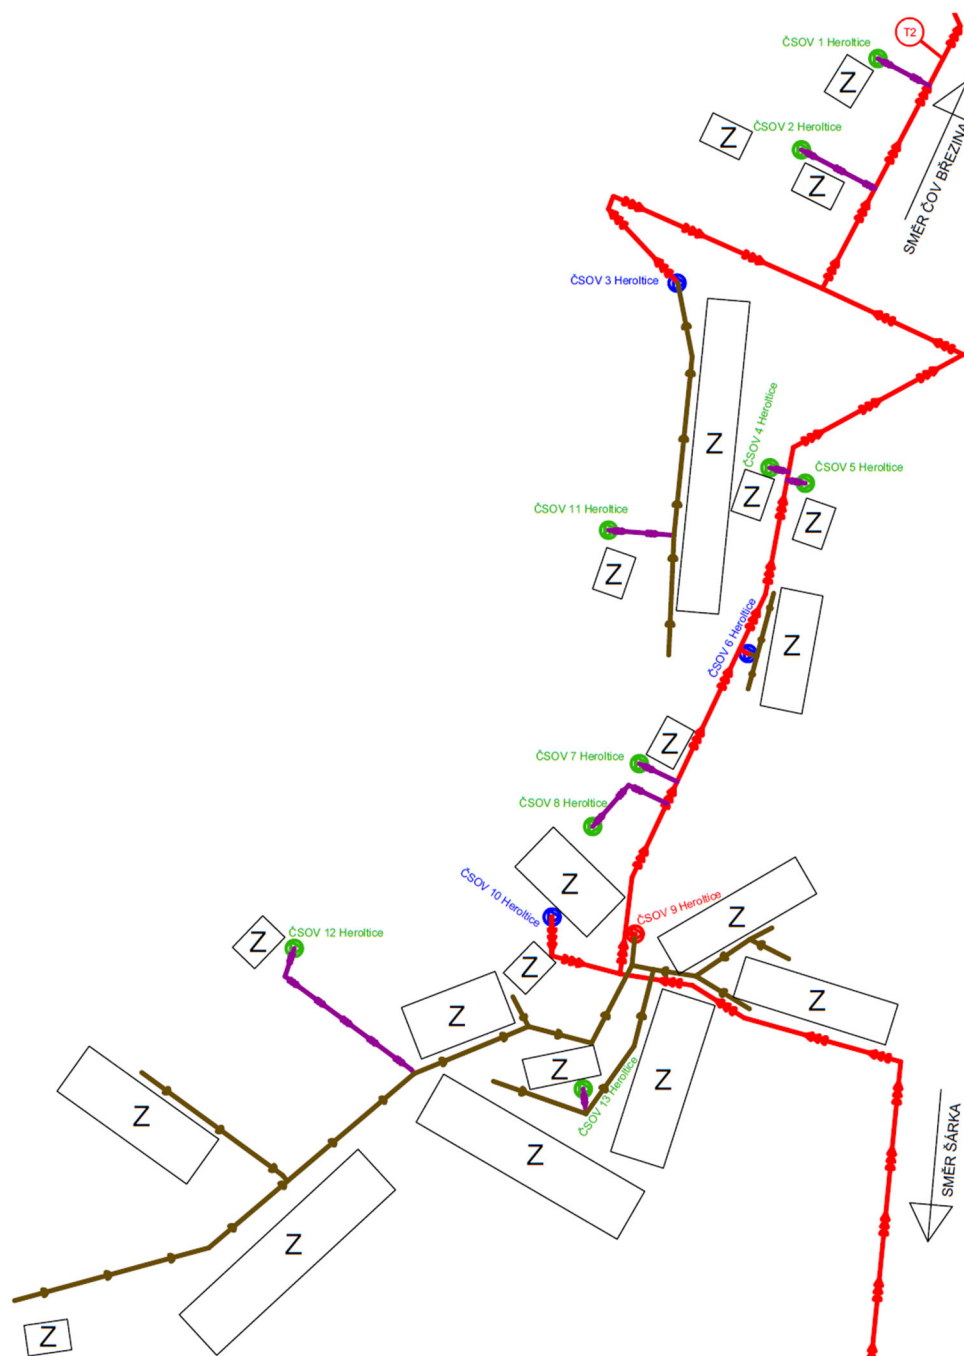 T2
ČSOV 1 Heroltice
Z
ČSOV 2 Heroltice
Z
Z
SMĚR ČOV BŘEZINA
ČSOV 3 Heroltice
ČSOV 4 Heroltice
Z
ČSOV 5 Heroltice
Z
Z
ČSOV 11 Heroltice
Z
ČSOV 6 Heroltice
Z
Z
ČSOV 7 Heroltice
ČSOV 8 Heroltice
Z
ČSOV 10 Heroltice
ČSOV 9 Heroltice
Z
ČSOV 12 Heroltice
Z
Z
Z
Z
Z
Z
ČSOV 13 Heroltice
Z
Z
Z
SMĚR ŠÁRKA
Z
Z